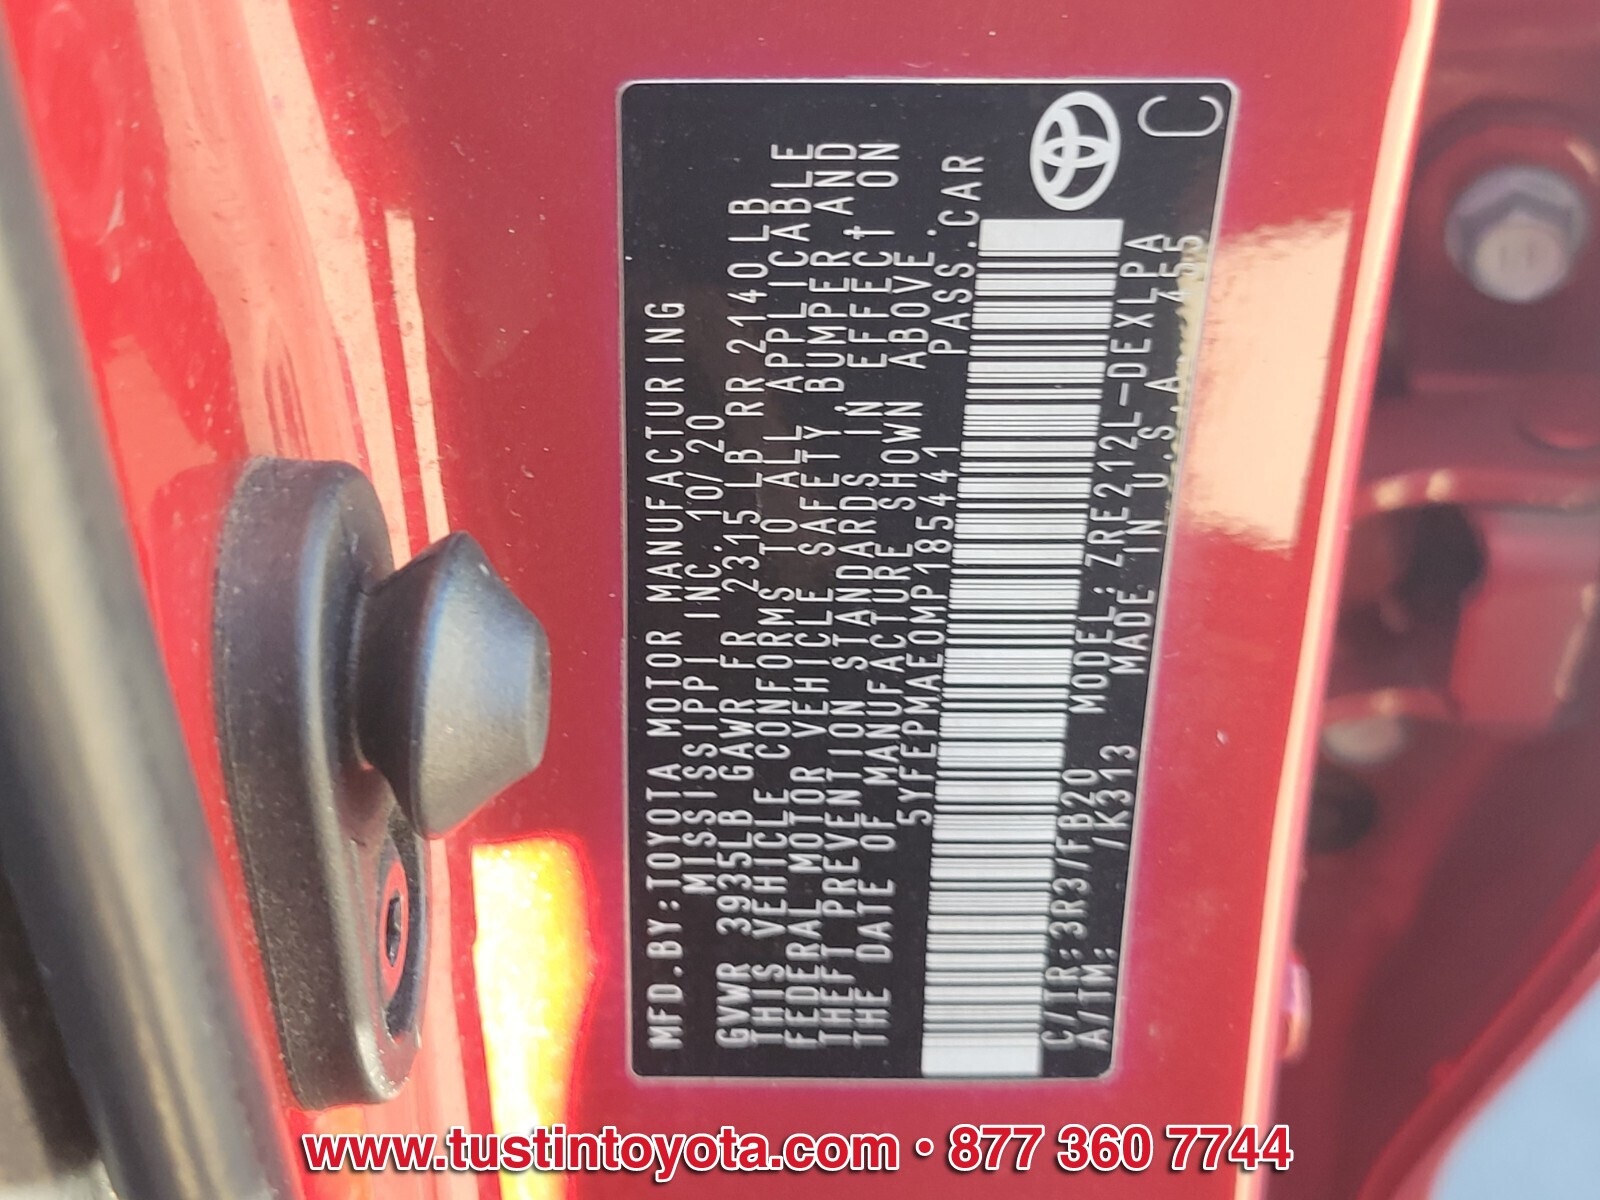 MFD.BY:TOYOTA MOTOR MANUFACTURING
MISSISSIPPI INC. 10/20
GVWR 3935LB GAWR FR 2315LB RR 2140LB
THIS VEHICLE CONFORMS TO ALL APPLICABLE
FEDERAL MOTOR VEHICLE SAFETY, BUMPER AND
THEFT PREVENTION STANDARDS IN EFFECT ON
THE DATE OF MANUFACTURE SHOWN ABOVE.
5YFEPMAE0MP185441 PASS.CAR
C/TR:3R3/FB20 MODEL:ZRE212L-DEXLPA
A/TM: /K313 MADE IN U.S.A.
C
www.tustintoyota.com • 877 360 7744